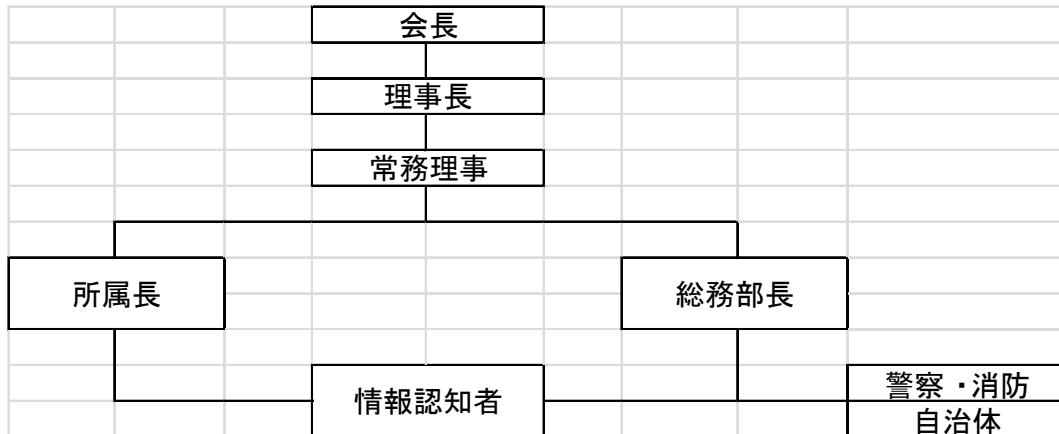 会長
理事長
常務理事
所属長
総務部長
情報認知者
警察・消防
自治体